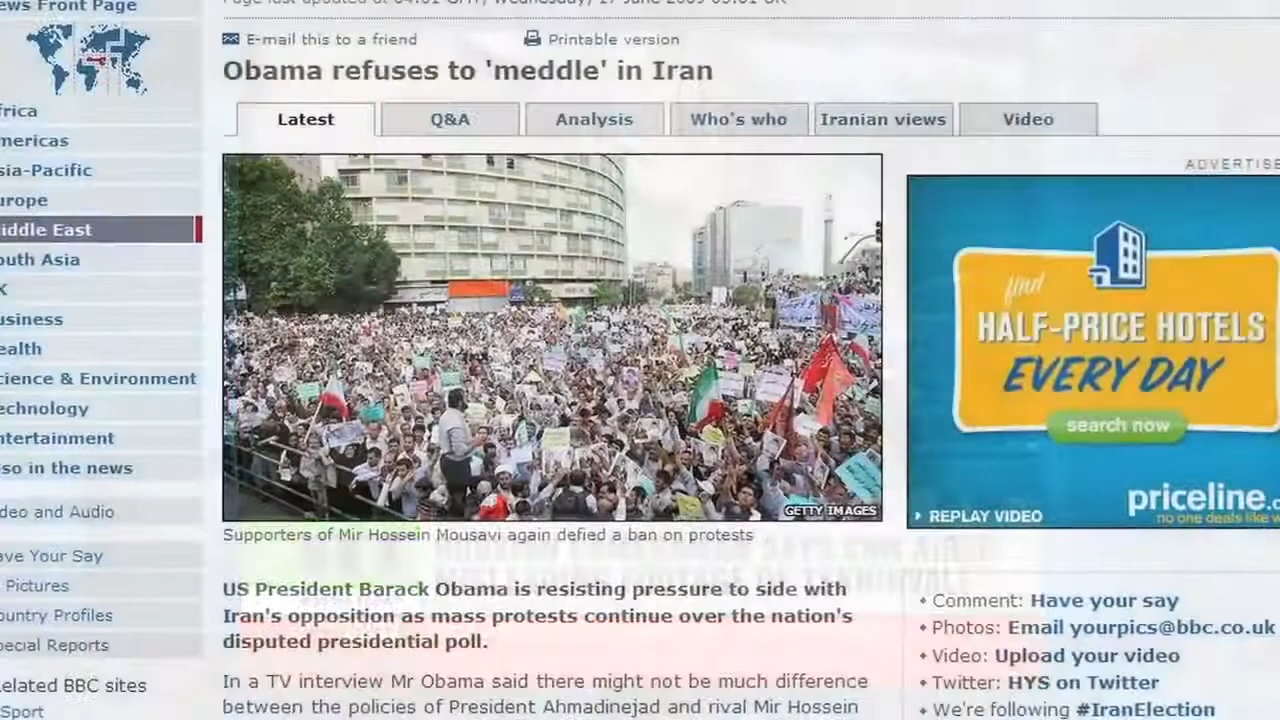 ews Front Page
E-mail this to a friend
Printable version
Obama refuses to 'meddle' in Iran
Latest
Q&A
Analysis
Who's who
Iranian views
Video
frica
mericas
sia-Pacific
urope
iddle East
outh Asia
K
usiness
ealth
cience & Environment
echnology
ntertainment
so in the news
deo and Audio
ave Your Say
Pictures
ountry Profiles
pecial Reports
elated BBC sites
Sport
ADVERTISE
find
HALF-PRICE HOTELS
EVERY DAY
search now
priceline.c
no one deals like w
REPLAY VIDEO
GETTY IMAGES
Supporters of Mir Hossein Mousavi again defied a ban on protests
US President Barack Obama is resisting pressure to side with
Iran's opposition as mass protests continue over the nation's
disputed presidential poll.
In a TV interview Mr Obama said there might not be much difference
between the policies of President Ahmadinejad and rival Mir Hossein
Comment: Have your say
Photos: Email yourpics@bbc.co.uk
Video: Upload your video
Twitter: HYS on Twitter
We're following #IranElection